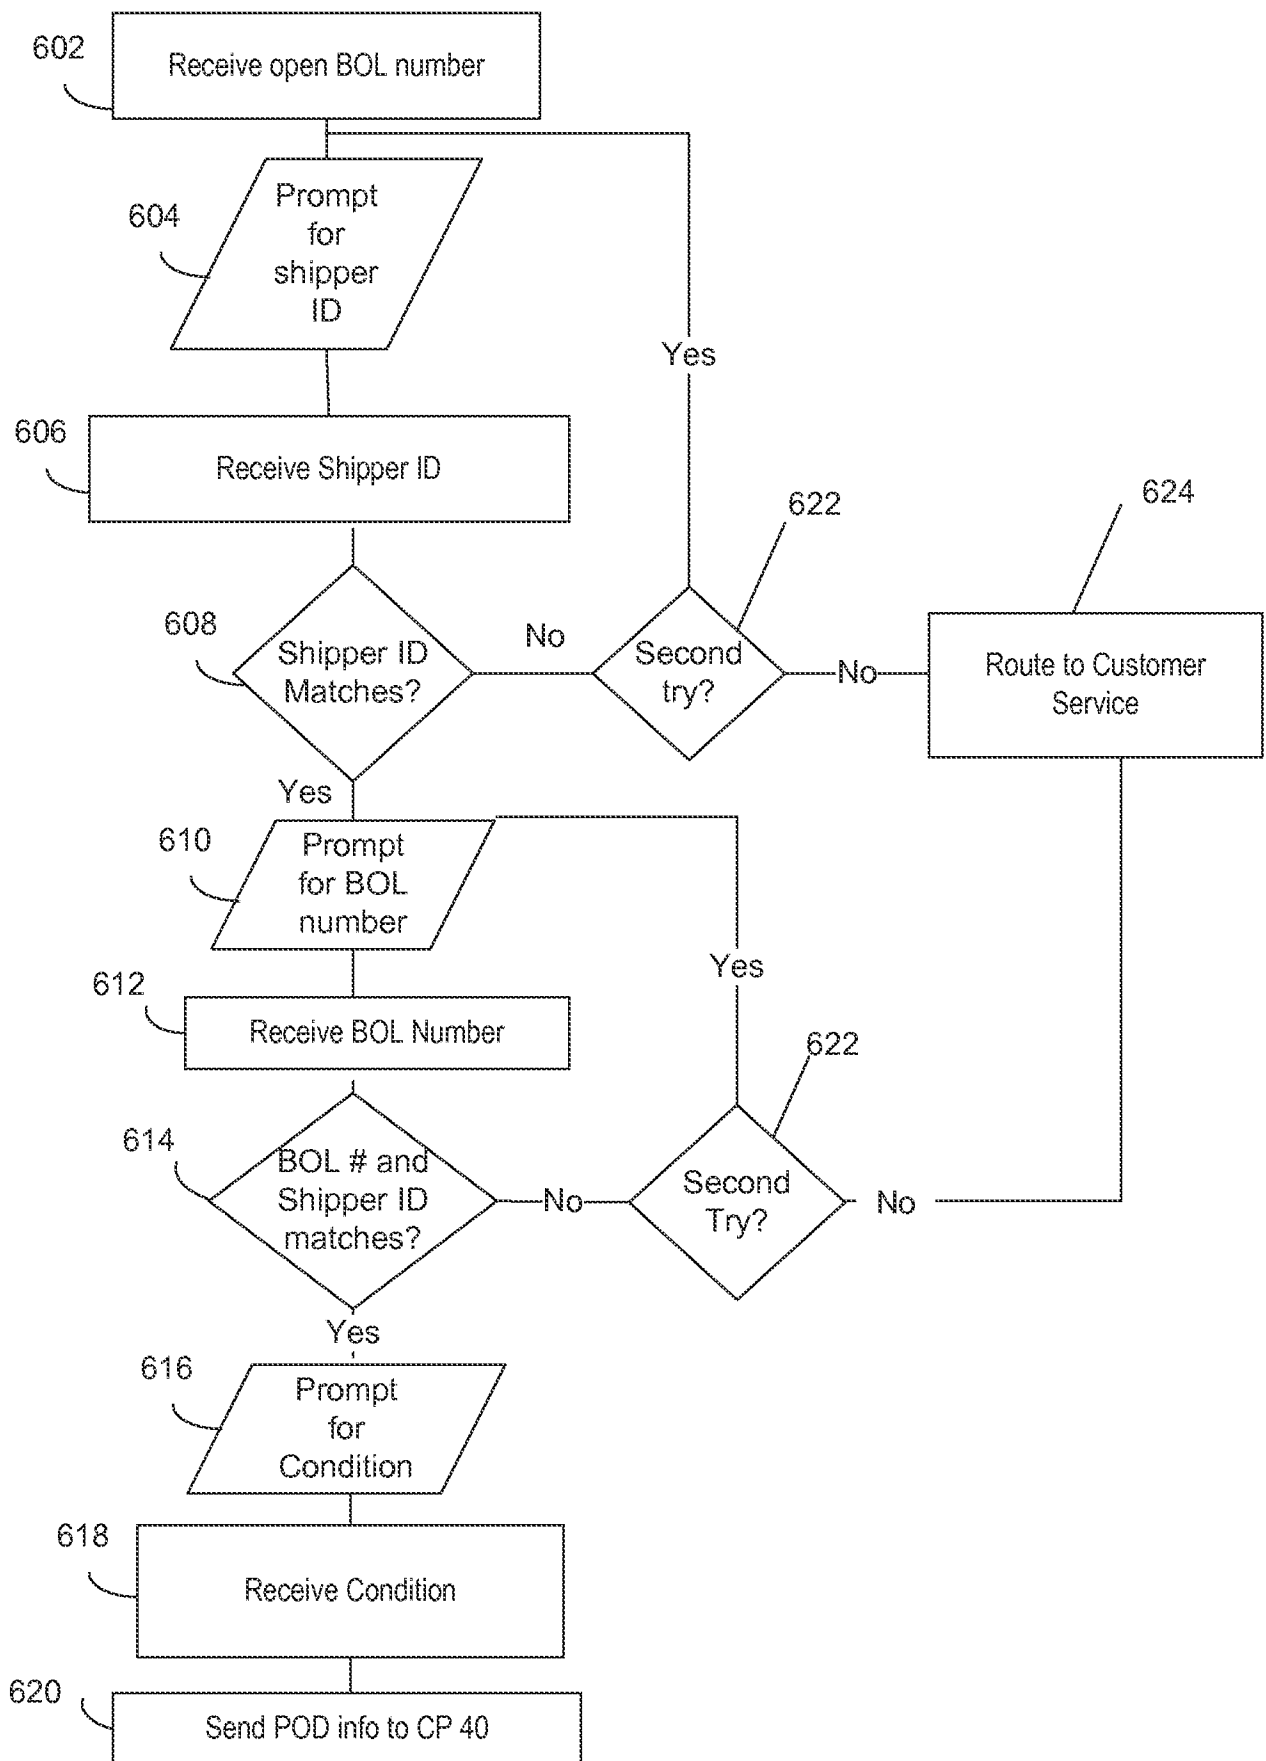 602
Receive open BOL number
604
Prompt
for
shipper
ID
Yes
606
Receive Shipper ID
622
624
608
Shipper ID
Matches?
No
Second
try?
No
Route to Customer
Service
Yes
610
Prompt
for BOL
number
Yes
612
Receive BOL Number
622
614
BOL # and
Shipper ID
matches?
No
Second
Try?
No
Yes
616
Prompt
for
Condition
618
Receive Condition
620
Send POD info to CP 40